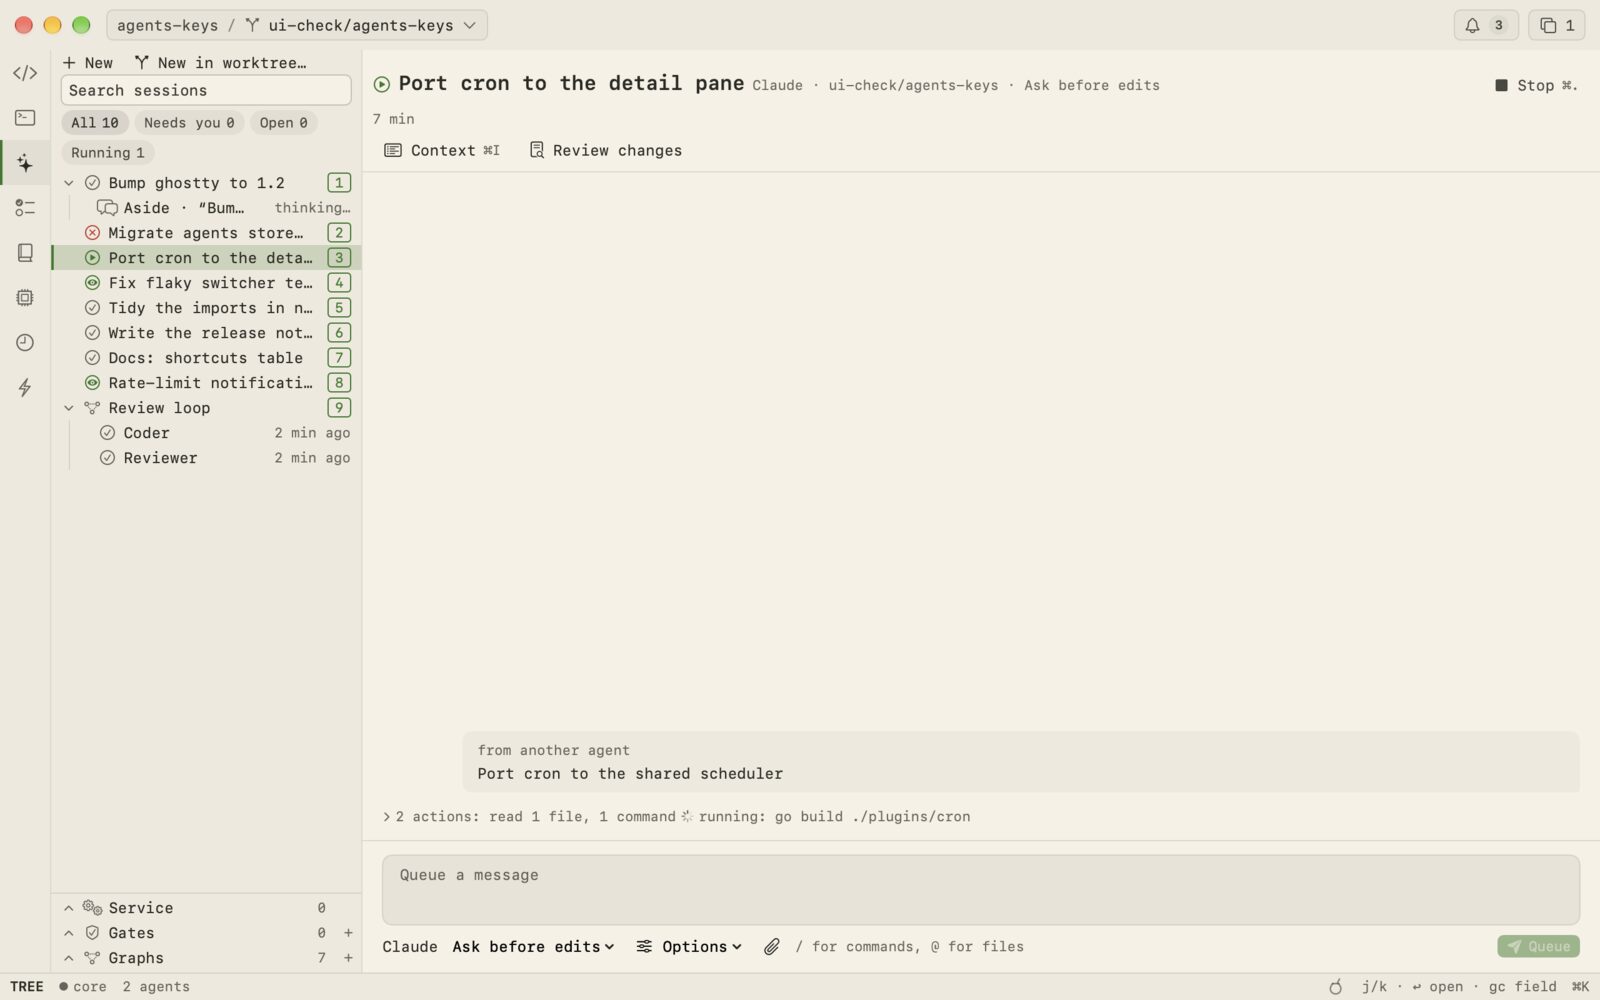 agents-keys / ui-check/agents-keys
3
1
+ New New in worktree…
Search sessions
All 10 Needs you 0 Open 0
Running 1
Bump ghostty to 1.2 1
Aside · “Bum… thinking…
Migrate agents store… 2
Port cron to the deta… 3
Fix flaky switcher te… 4
Tidy the imports in n… 5
Write the release not… 6
Docs: shortcuts table 7
Rate-limit notificati… 8
Review loop 9
Coder 2 min ago
Reviewer 2 min ago
Service 0
Gates 0 +
Graphs 7 +
Port cron to the detail pane Claude · ui-check/agents-keys · Ask before edits
Stop ⌘.
7 min
Context ⌘I Review changes
from another agent
Port cron to the shared scheduler
2 actions: read 1 file, 1 command running: go build ./plugins/cron
Queue a message
Claude Ask before edits Options / for commands, @ for files
Queue
TREE core 2 agents
j/k · ↩ open · gc field ⌘K